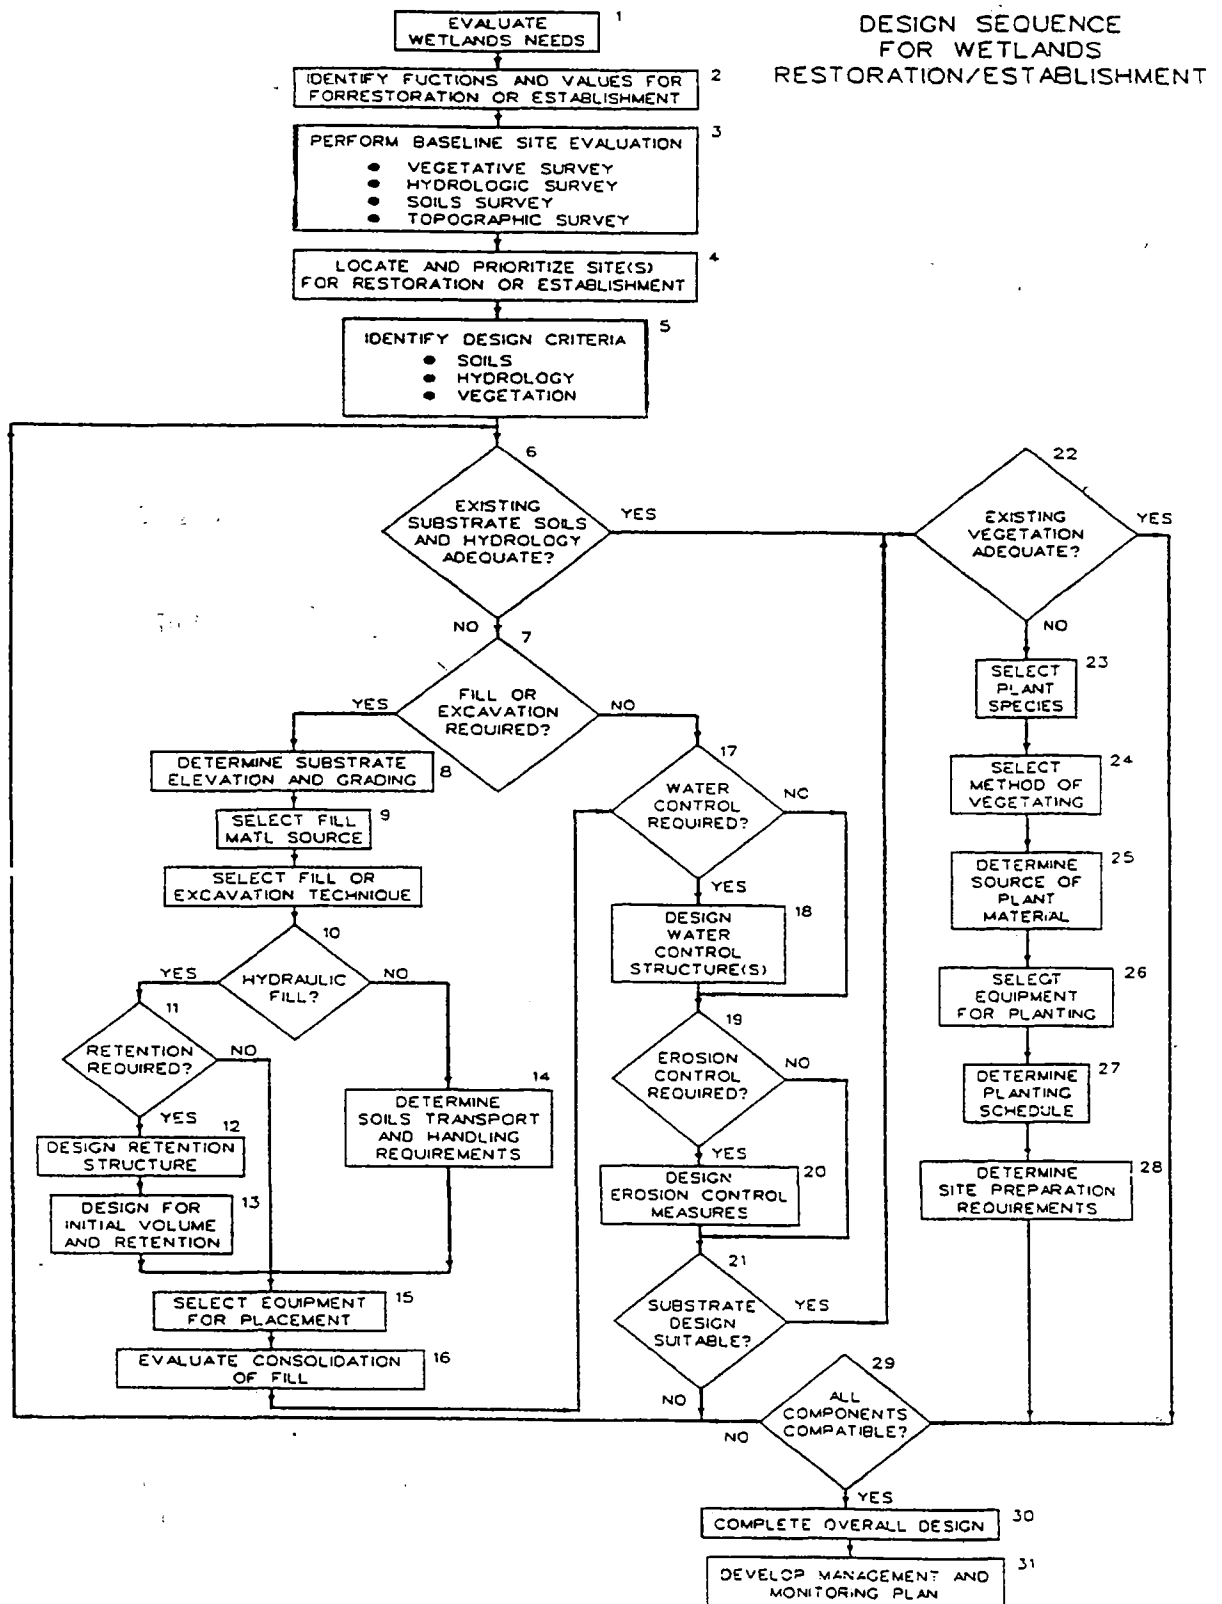 DESIGN SEQUENCE
FOR WETLANDS
RESTORATION/ESTABLISHMENT
1
EVALUATE
WETLANDS NEEDS
2
IDENTIFY FUCTIONS AND VALUES FOR
FORRESTORATION OR ESTABLISHMENT
3
PERFORM BASELINE SITE EVALUATION
● VEGETATIVE SURVEY
● HYDROLOGIC SURVEY
● SOILS SURVEY
● TOPOGRAPHIC SURVEY
4
LOCATE AND PRIORITIZE SITE(S)
FOR RESTORATION OR ESTABLISHMENT
5
IDENTIFY DESIGN CRITERIA
● SOILS
● HYDROLOGY
● VEGETATION
6
EXISTING
SUBSTRATE SOILS
AND HYDROLOGY
ADEQUATE?
YES
NO
7
FILL OR
EXCAVATION
REQUIRED?
YES
NO
DETERMINE SUBSTRATE
ELEVATION AND GRADING
8
9
SELECT FILL
MATL SOURCE
SELECT FILL OR
EXCAVATION TECHNIQUE
10
HYDRAULIC
FILL?
YES
NO
11
RETENTION
REQUIRED?
NO
YES
12
DESIGN RETENTION
STRUCTURE
13
DESIGN FOR
INITIAL VOLUME
AND RETENTION
14
DETERMINE
SOILS TRANSPORT
AND HANDLING
REQUIREMENTS
15
SELECT EQUIPMENT
FOR PLACEMENT
16
EVALUATE CONSOLIDATION
OF FILL
17
WATER
CONTROL
REQUIRED?
NC
YES
18
DESIGN
WATER
CONTROL
STRUCTURE(S)
19
EROSION
CONTROL
REQUIRED?
NO
YES
20
DESIGN
EROSION CONTROL
MEASURES
21
SUBSTRATE
DESIGN
SUITABLE?
YES
NO
22
EXISTING
VEGETATION
ADEQUATE?
YES
NO
23
SELECT
PLANT
SPECIES
24
SELECT
METHOD OF
VEGETATING
25
DETERMINE
SOURCE OF
PLANT
MATERIAL
26
SELECT
EQUIPMENT
FOR PLANTING
27
DETERMINE
PLANTING
SCHEDULE
28
DETERMINE
SITE PREPARATION
REQUIREMENTS
29
ALL
COMPONENTS
COMPATIBLE?
NO
YES
30
COMPLETE OVERALL DESIGN
31
DEVELOP MANAGEMENT AND
MONITORING PLAN